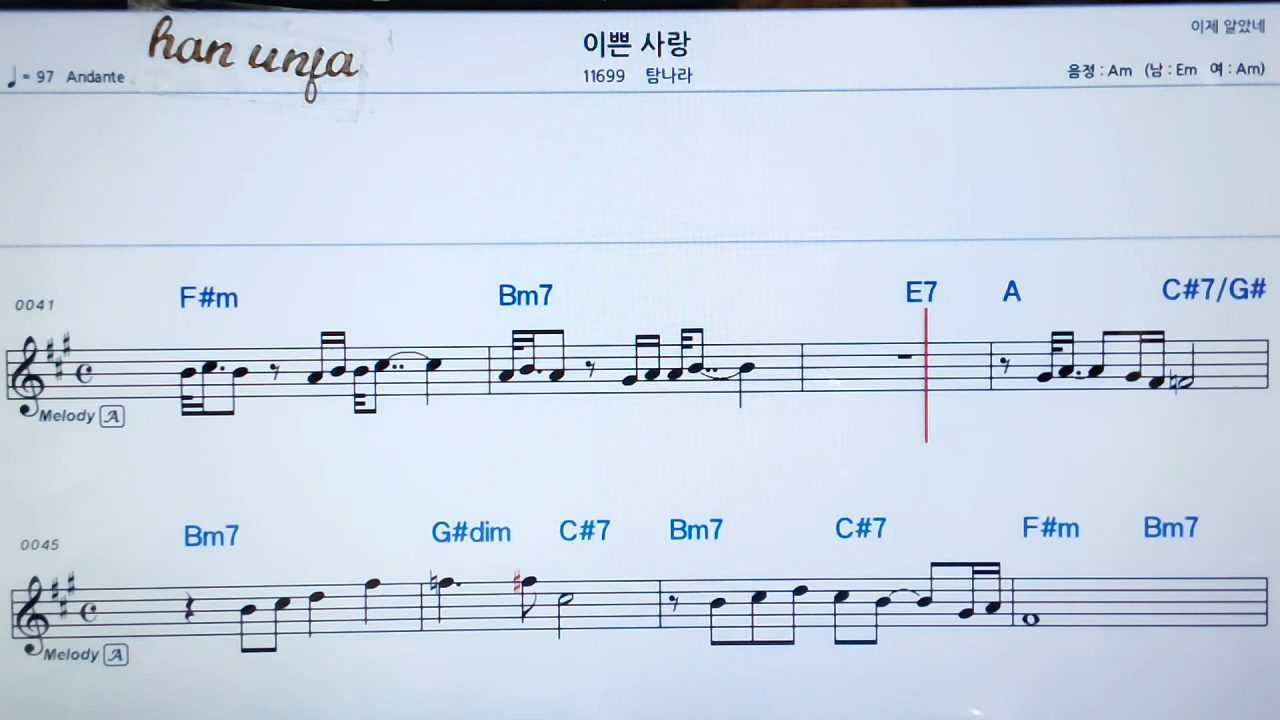 han unfa
이쁜 사랑
이제 알았네
♩= 97 Andante
11699 탐나라
음정 : Am (남 : Em 여 : Am)
0041 F#m Bm7 E7 A C#7/G#
Melody A
0045 Bm7 G#dim C#7 Bm7 C#7 F#m Bm7
Melody A